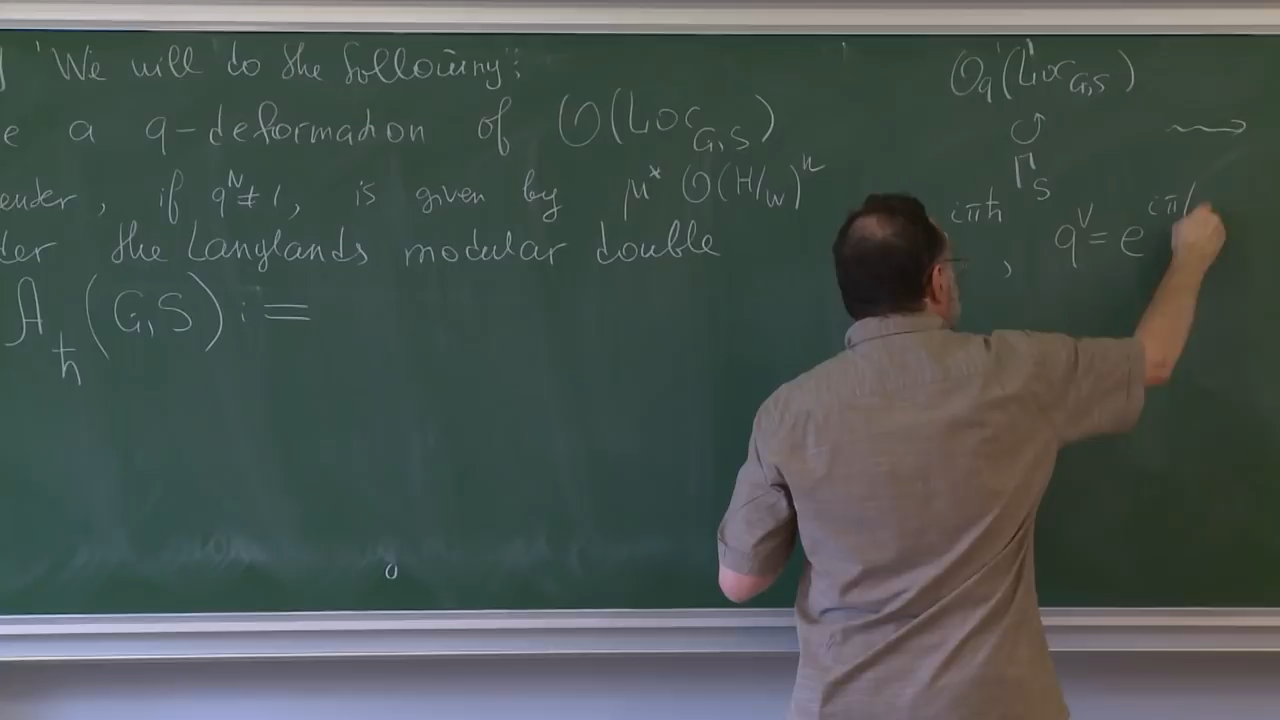 'We will do the following:
e a q-deformation of O(Loc_{G,S})
enter, if q^N ≠ 1, is given by μ* O(H/W)^n
der the Langlands modular double
A_ħ (G,S) :=
O_q(Loc_{G,S})
↺ ⇝
Γ_S
iπħ , q^∨ = e^{iπ/